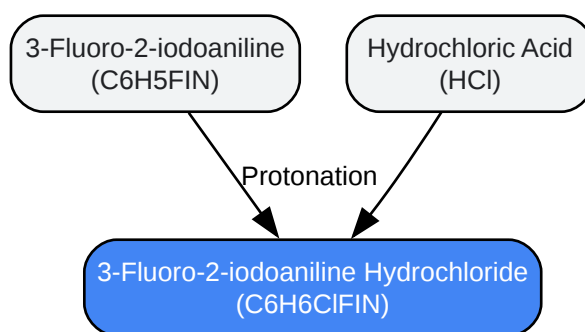 3-Fluoro-2-iodoaniline
(C6H5FIN)
Hydrochloric Acid
(HCl)
Protonation
3-Fluoro-2-iodoaniline Hydrochloride
(C6H6ClFIN)